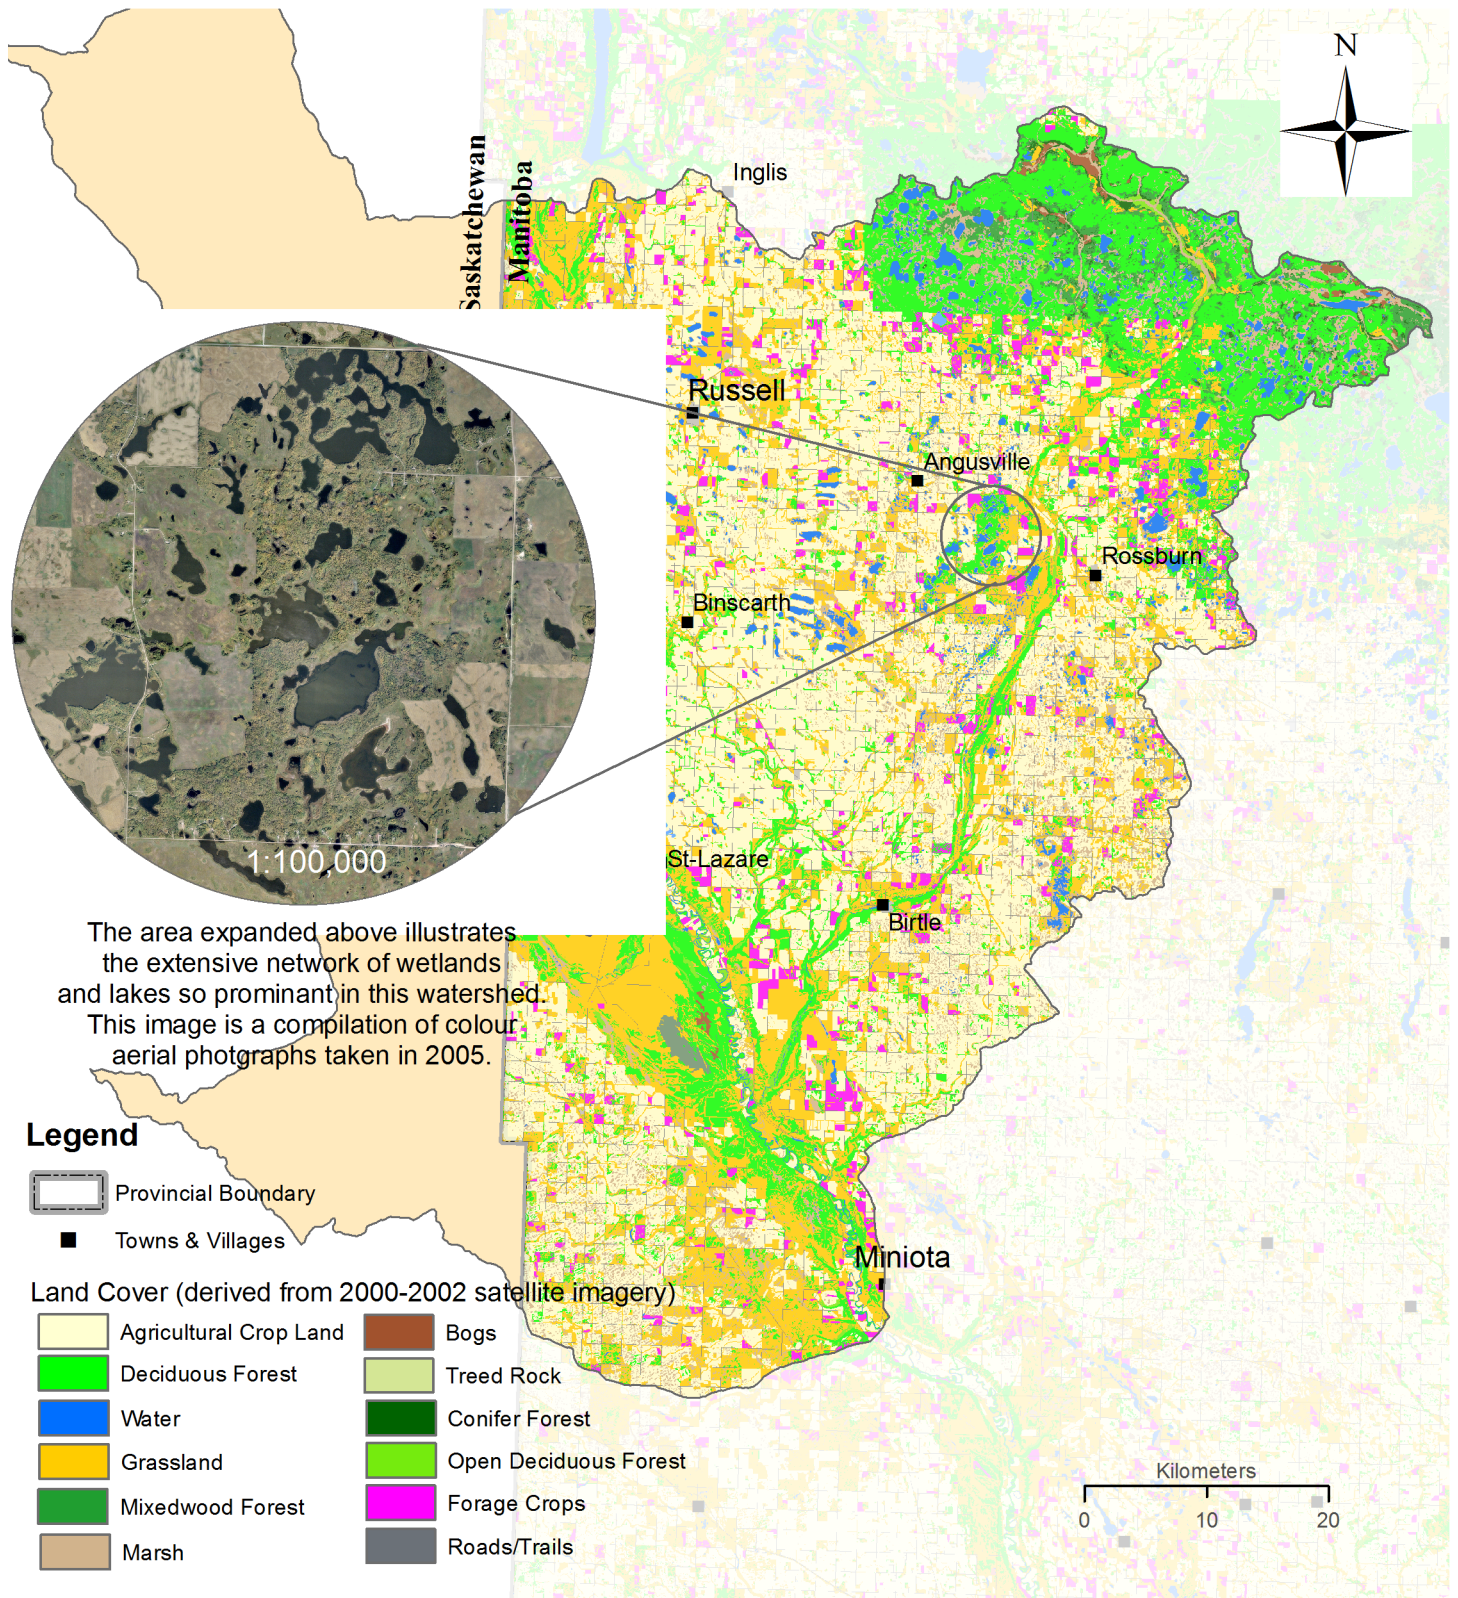 N
Saskatchewan
Manitoba
Inglis
Russell
Angusville
Rossburn
Binscarth
1:100,000
St-Lazare
Birtle
The area expanded above illustrates
the extensive network of wetlands
and lakes so prominant in this watershed.
This image is a compilation of colour
aerial photgraphs taken in 2005.
Miniota
Legend
Provincial Boundary
Towns & Villages
Land Cover (derived from 2000-2002 satellite imagery)
Agricultural Crop Land
Deciduous Forest
Water
Grassland
Mixedwood Forest
Marsh
Bogs
Treed Rock
Conifer Forest
Open Deciduous Forest
Forage Crops
Roads/Trails
Kilometers
0 10 20